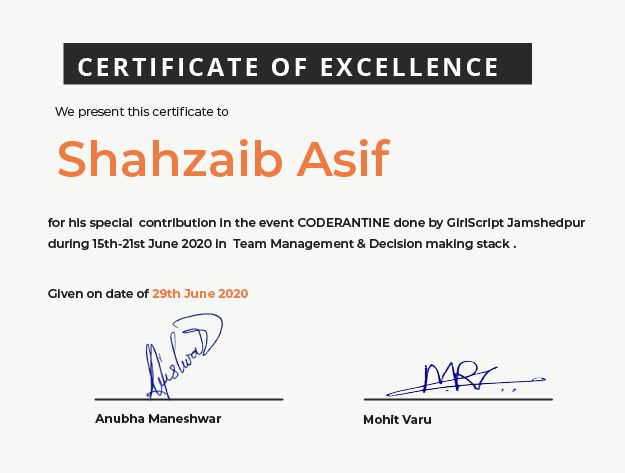 CERTIFICATE OF EXCELLENCE
We present this certificate to
Shahzaib Asif
for his special contribution in the event CODERANTINE done by GirlScript Jamshedpur
during 15th-21st June 2020 in Team Management & Decision making stack .
Given on date of 29th June 2020
Anubha Maneshwar
Mohit Varu